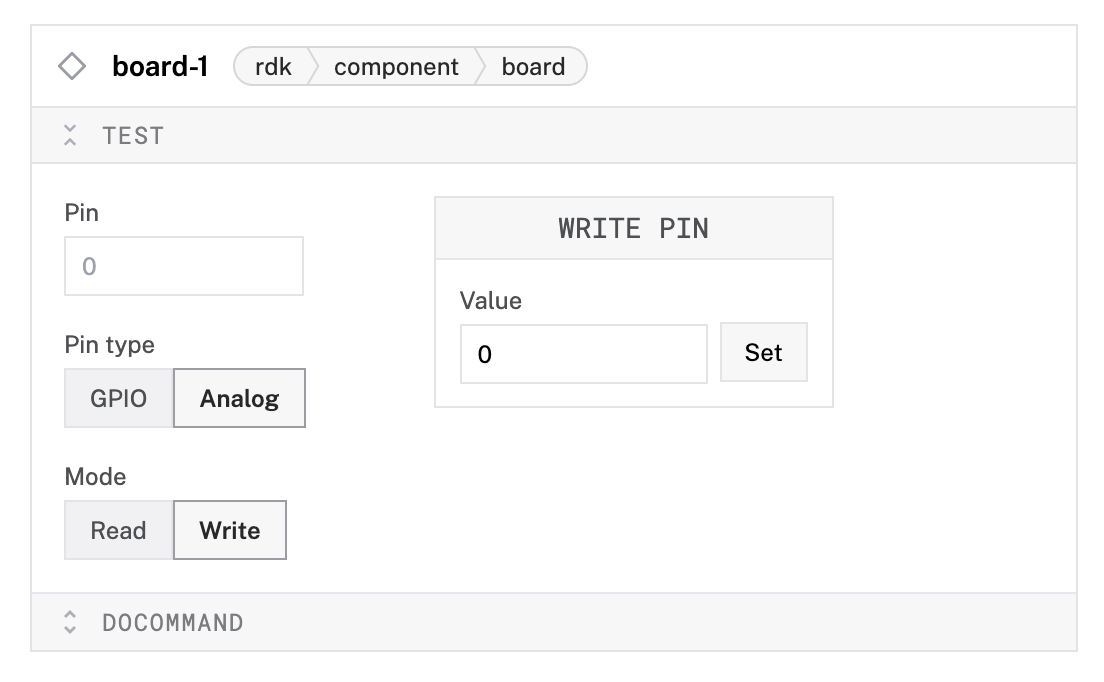 board-1 rdk component board
TEST
Pin
0
Pin type
GPIO Analog
Mode
Read Write
WRITE PIN
Value
0 Set
DOCOMMAND